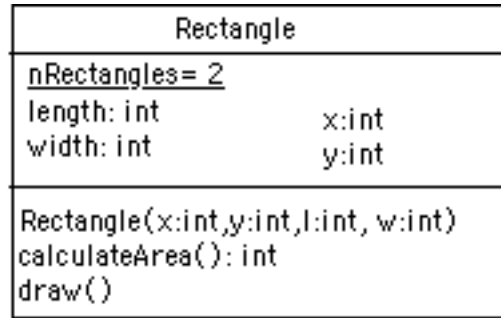 Rectangle
nRectangles= 2
length: int
width: int
x:int
y:int
Rectangle(x:int,y:int,l:int, w:int)
calculateArea(): int
draw()